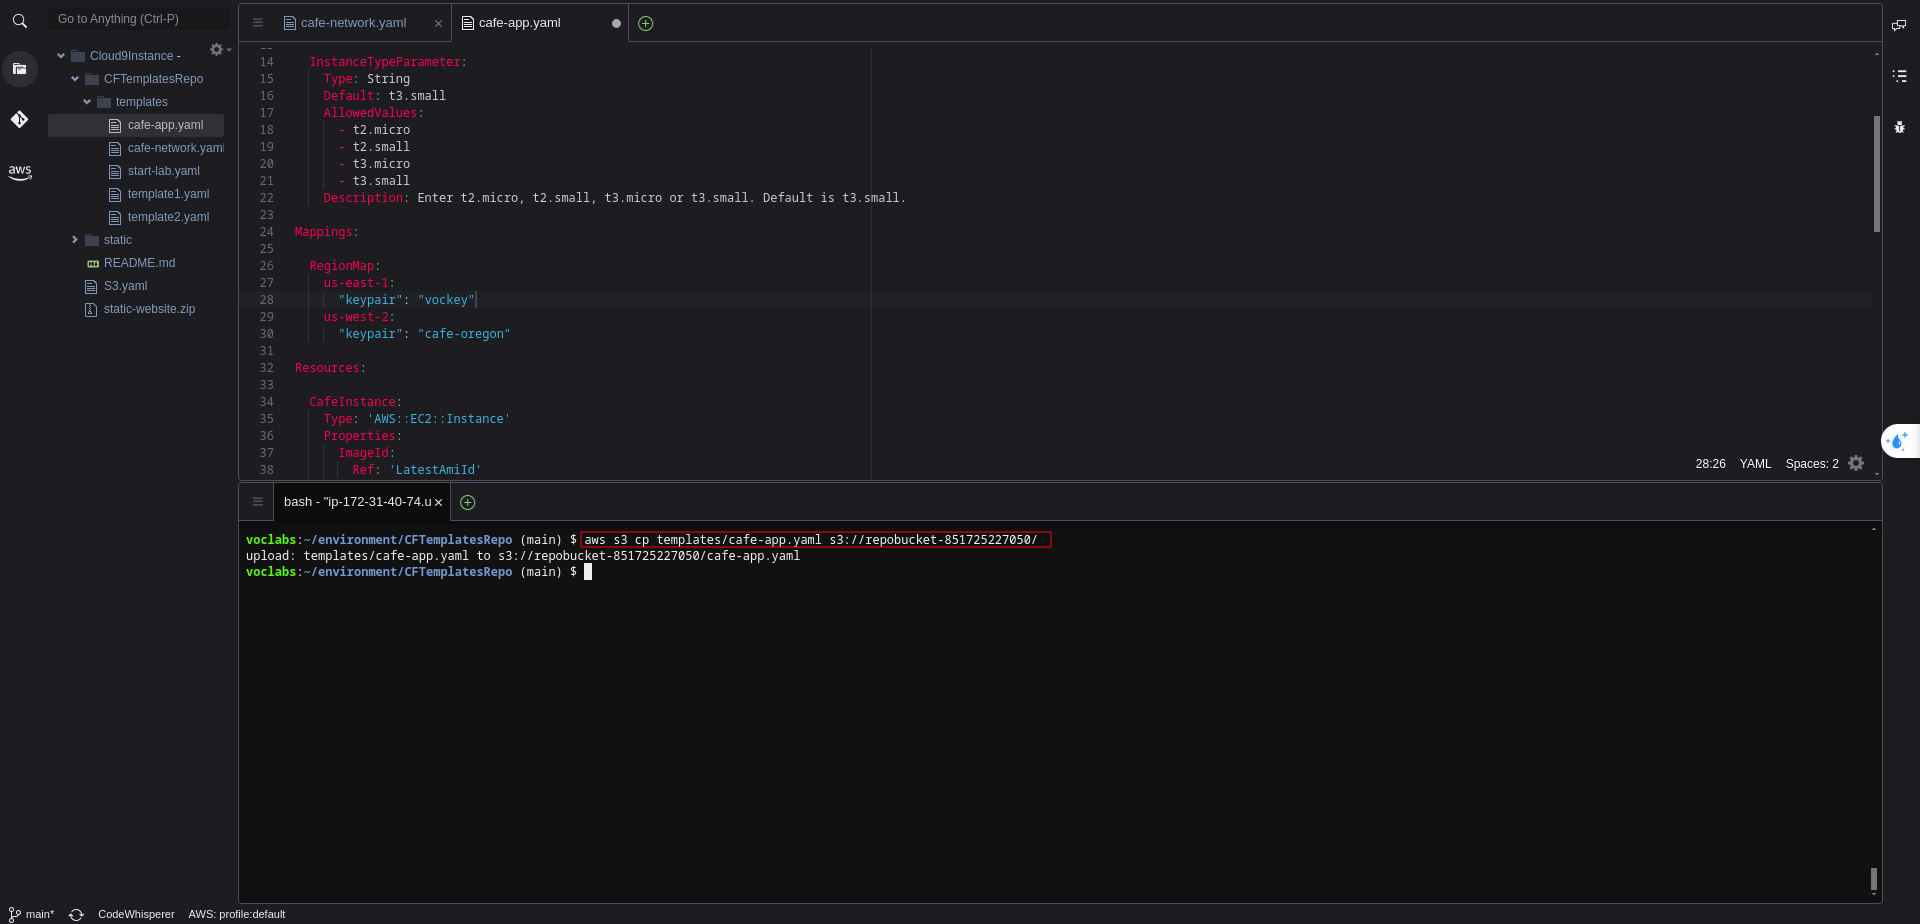 Go to Anything (Ctrl-P)
Cloud9Instance -
CFTemplatesRepo
templates
cafe-app.yaml
cafe-network.yaml
start-lab.yaml
template1.yaml
template2.yaml
static
README.md
S3.yaml
static-website.zip
aws
cafe-network.yaml
cafe-app.yaml
14 InstanceTypeParameter:
15 Type: String
16 Default: t3.small
17 AllowedValues:
18 - t2.micro
19 - t2.small
20 - t3.micro
21 - t3.small
22 Description: Enter t2.micro, t2.small, t3.micro or t3.small. Default is t3.small.
23
24 Mappings:
25
26 RegionMap:
27 us-east-1:
28 "keypair": "vockey"
29 us-west-2:
30 "keypair": "cafe-oregon"
31
32 Resources:
33
34 CafeInstance:
35 Type: 'AWS::EC2::Instance'
36 Properties:
37 ImageId:
38 Ref: 'LatestAmiId'
28:26 YAML Spaces: 2
bash - "ip-172-31-40-74.u
voclabs:~/environment/CFTemplatesRepo (main) $ aws s3 cp templates/cafe-app.yaml s3://repobucket-851725227050/
upload: templates/cafe-app.yaml to s3://repobucket-851725227050/cafe-app.yaml
voclabs:~/environment/CFTemplatesRepo (main) $
main* CodeWhisperer AWS: profile:default